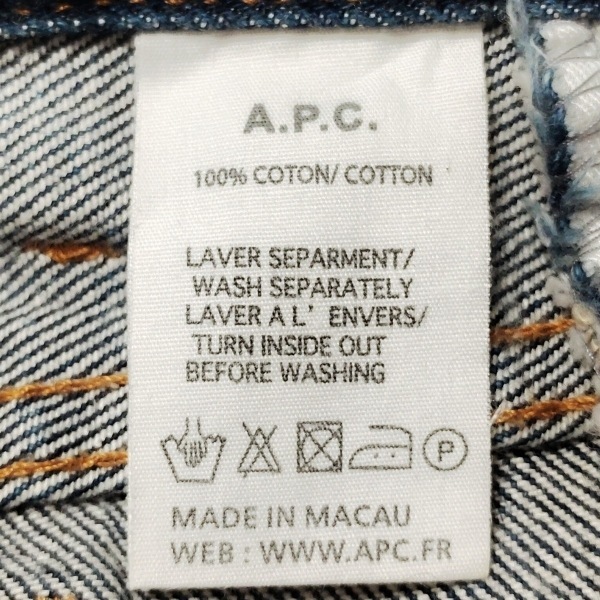 A.P.C.
100% COTON/ COTTON
LAVER SEPARMENT/
WASH SEPARATELY
LAVER A L' ENVERS/
TURN INSIDE OUT
BEFORE WASHING
P
MADE IN MACAU
WEB : WWW.APC.FR